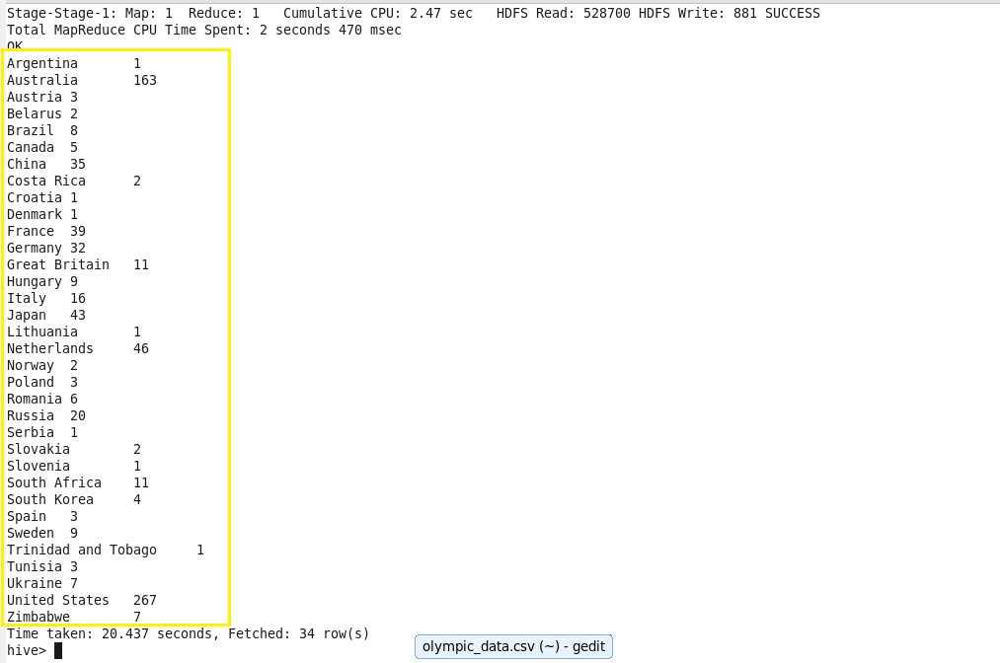 Stage-Stage-1: Map: 1  Reduce: 1   Cumulative CPU: 2.47 sec   HDFS Read: 528700 HDFS Write: 881 SUCCESS
Total MapReduce CPU Time Spent: 2 seconds 470 msec
OK
Argentina       1
Australia       163
Austria 3
Belarus 2
Brazil  8
Canada  5
China   35
Costa Rica      2
Croatia 1
Denmark 1
France  39
Germany 32
Great Britain   11
Hungary 9
Italy   16
Japan   43
Lithuania       1
Netherlands     46
Norway  2
Poland  3
Romania 6
Russia  20
Serbia  1
Slovakia        2
Slovenia        1
South Africa    11
South Korea     4
Spain   3
Sweden  9
Trinidad and Tobago     1
Tunisia 3
Ukraine 7
United States   267
Zimbabwe        7
Time taken: 20.437 seconds, Fetched: 34 row(s)
hive>
olympic_data.csv (~) - gedit